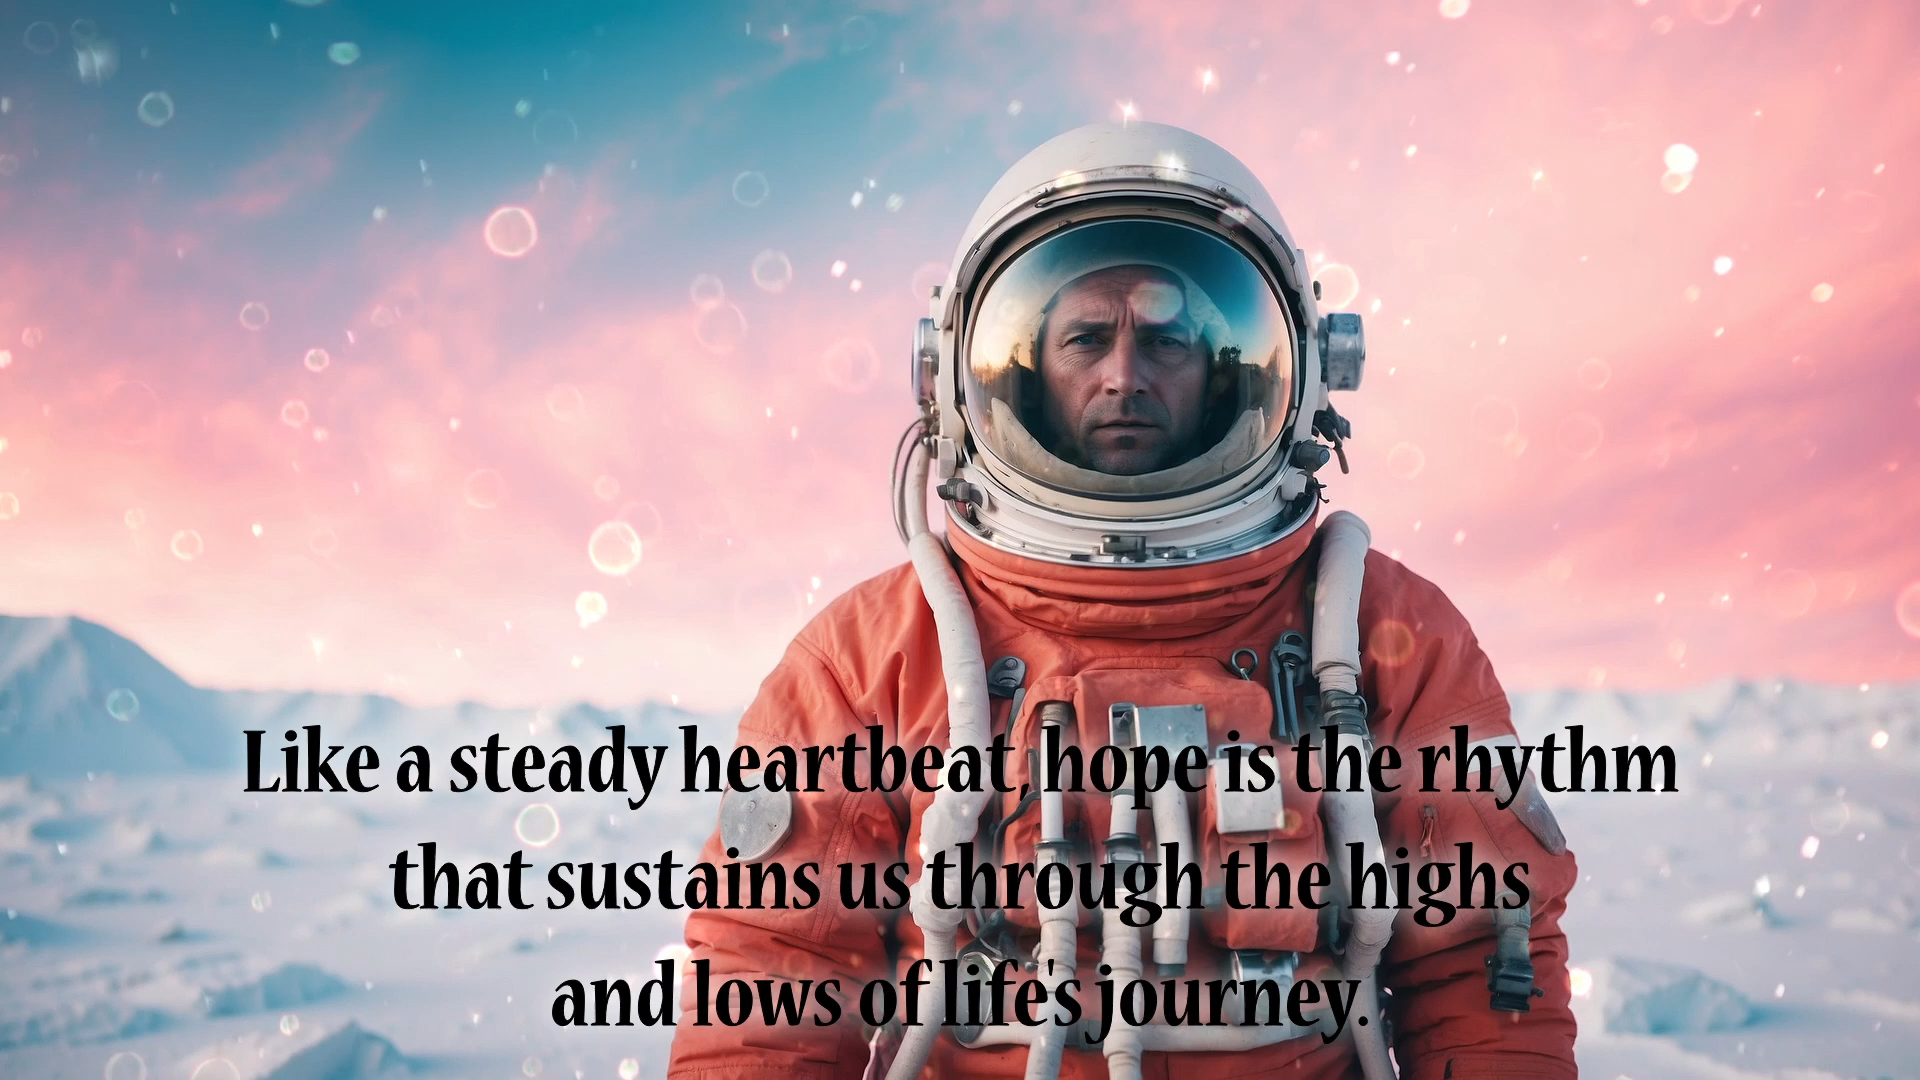 Like a steady heartbeat, hope is the rhythm
that sustains us through the highs
and lows of life's journey.